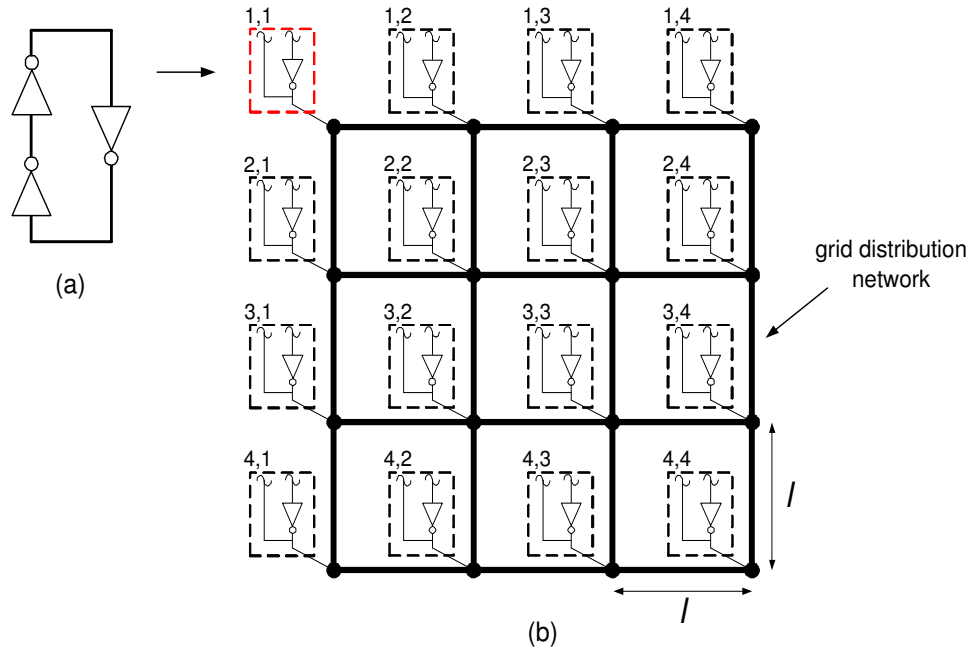 1,1 1,2 1,3 1,4
2,1 2,2 2,3 2,4
grid distribution
network
(a)
3,1 3,2 3,3 3,4
4,1 4,2 4,3 4,4
l
l
(b)